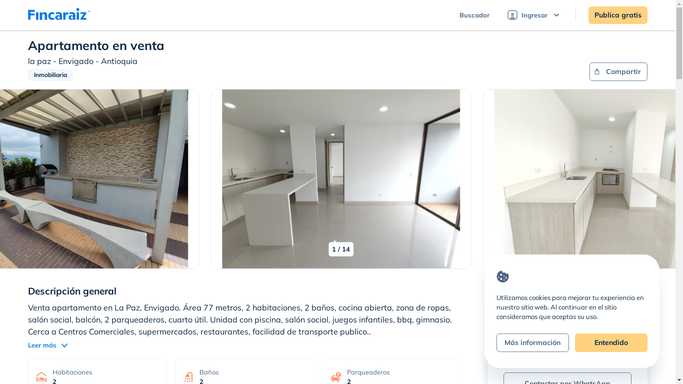 Fincaraiz
Buscador
Ingresar
Publica gratis
Apartamento en venta
la paz - Envigado - Antioquia
Inmobiliaria
Compartir
1 / 14
Descripción general
Venta apartamento en La Paz, Envigado. Área 77 metros, 2 habitaciones, 2 baños, cocina abierta, zona de ropas,
salón social, balcón, 2 parqueaderos, cuarto útil. Unidad con piscina, salón social, juegos infantiles, bbq, gimnasio,
Cerca a Centros Comerciales, supermercados, restaurantes, facilidad de transporte publico..
Leer más
Habitaciones
2
Baños
2
Parqueaderos
2
Utilizamos cookies para mejorar tu experiencia en
nuestro sitio web. Al continuar en el sitio
consideramos que aceptas su uso.
Más información
Entendido
Contactar por WhatsApp